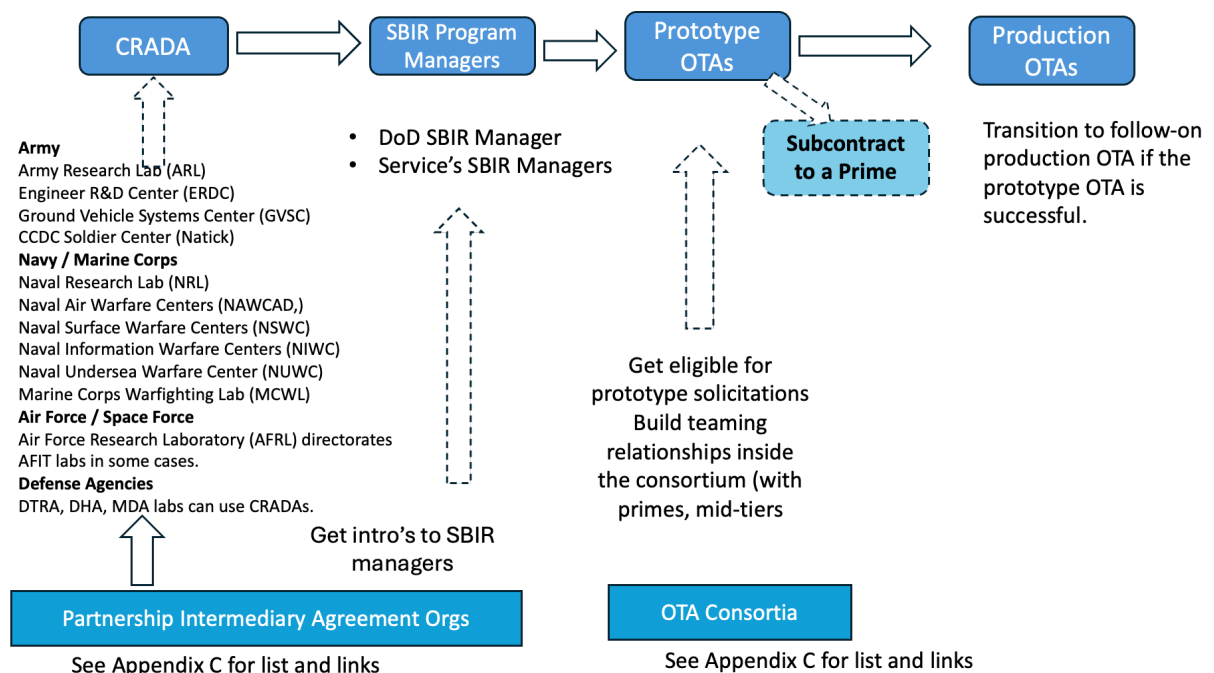 CRADA
SBIR Program
Managers
Prototype
OTAs
Production
OTAs
Army
Army Research Lab (ARL)
Engineer R&D Center (ERDC)
Ground Vehicle Systems Center (GVSC)
CCDC Soldier Center (Natick)
Navy / Marine Corps
Naval Research Lab (NRL)
Naval Air Warfare Centers (NAWCAD,)
Naval Surface Warfare Centers (NSWC)
Naval Information Warfare Centers (NIWC)
Naval Undersea Warfare Center (NUWC)
Marine Corps Warfighting Lab (MCWL)
Air Force / Space Force
Air Force Research Laboratory (AFRL) directorates
AFIT labs in some cases.
Defense Agencies
DTRA, DHA, MDA labs can use CRADAs.
• DoD SBIR Manager
• Service's SBIR Managers
Subcontract
to a Prime
Transition to follow-on
production OTA if the
prototype OTA is
successful.
Get intro's to SBIR
managers
Get eligible for
prototype solicitations
Build teaming
relationships inside
the consortium (with
primes, mid-tiers
Partnership Intermediary Agreement Orgs
See Appendix C for list and links
OTA Consortia
See Appendix C for list and links